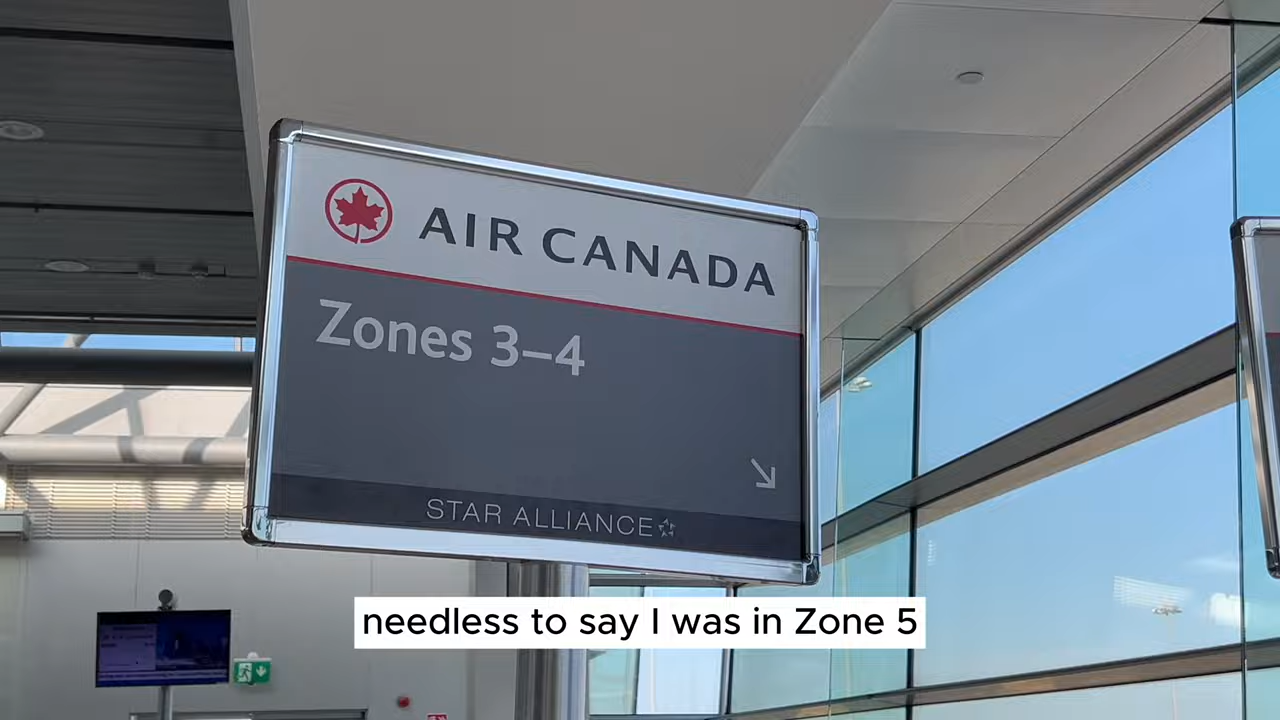 AIR CANADA
Zones 3–4
STAR ALLIANCE
needless to say I was in Zone 5